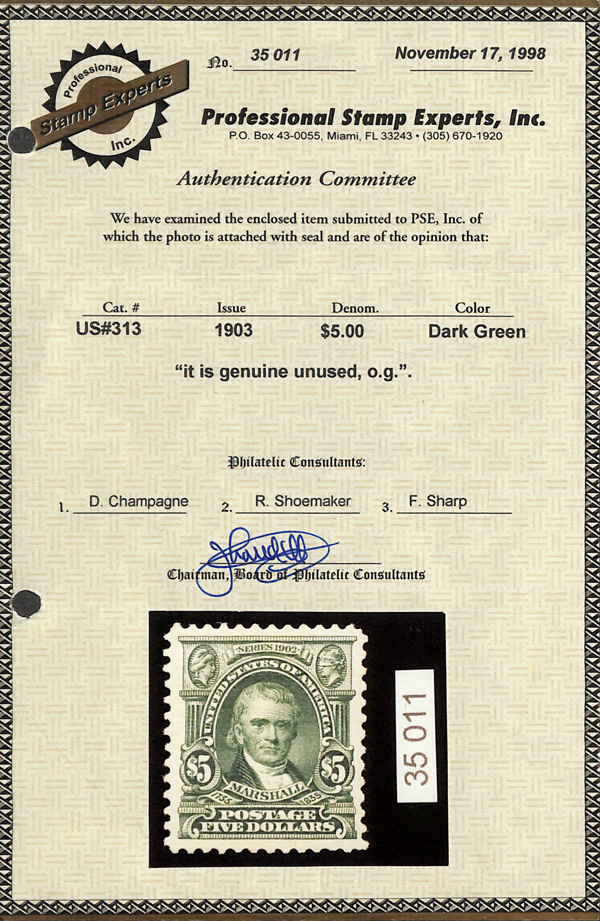 Professional
Stamp Experts
Inc.
No. 35 011
November 17, 1998
Professional Stamp Experts, Inc.
P.O. Box 43-0055, Miami, FL 33243 • (305) 670-1920
Authentication Committee
We have examined the enclosed item submitted to PSE, Inc. of
which the photo is attached with seal and are of the opinion that:
Cat. # Issue Denom. Color
US#313 1903 $5.00 Dark Green
“it is genuine unused, o.g.”.
Philatelic Consultants:
1. D. Champagne 2. R. Shoemaker 3. F. Sharp
Chairman, Board of Philatelic Consultants
SERIES 1902
UNITED STATES OF AMERICA
$5 $5
MARSHALL
1755 1835
POSTAGE
FIVE DOLLARS
35 011